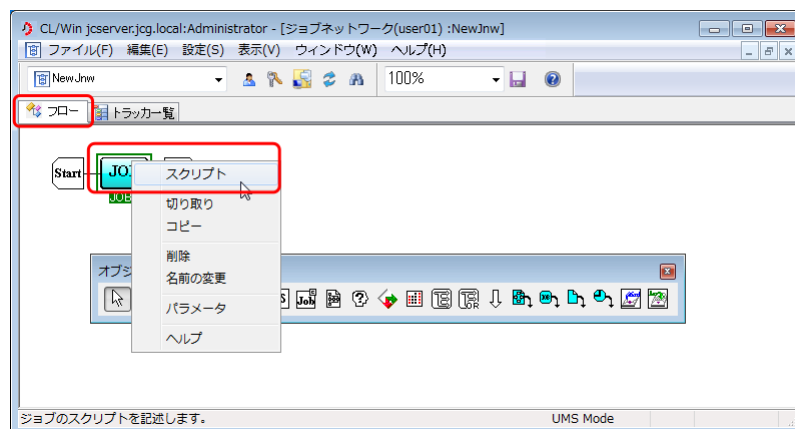 CL/Win jcserver.jcg.local:Administrator - [ジョブネットワーク(user01) :NewJnw]
ファイル(F) 編集(E) 設定(S) 表示(V) ウィンドウ(W) ヘルプ(H)
NewJnw 100%
フロー トラッカ一覧
Start JO
スクリプト
切り取り
コピー
削除
オブジ
名前の変更
パラメータ
ヘルプ
ジョブのスクリプトを記述します。 UMS Mode